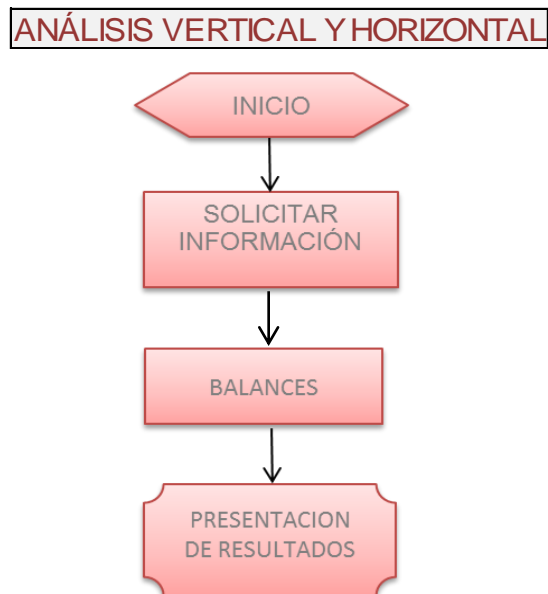 ANÁLISIS VERTICAL Y HORIZONTAL
INICIO
SOLICITAR
INFORMACIÓN
BALANCES
PRESENTACION
DE RESULTADOS